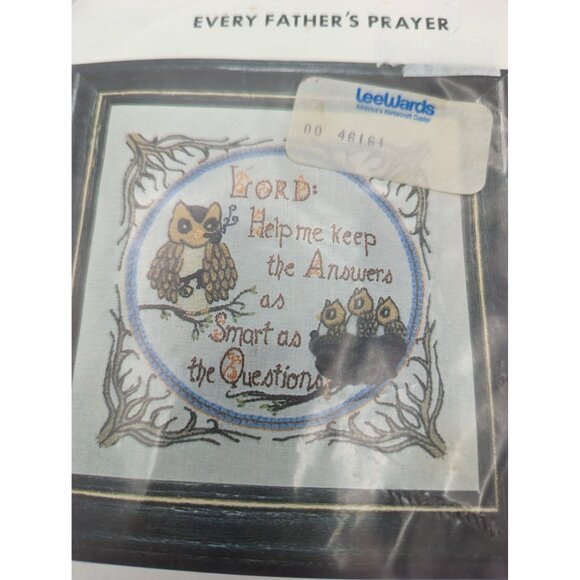 EVERY FATHER'S PRAYER
LeeWards
America's Homecraft Center
00 46161
LORD:
Help me keep
the Answers
as
Smart as
the Questions